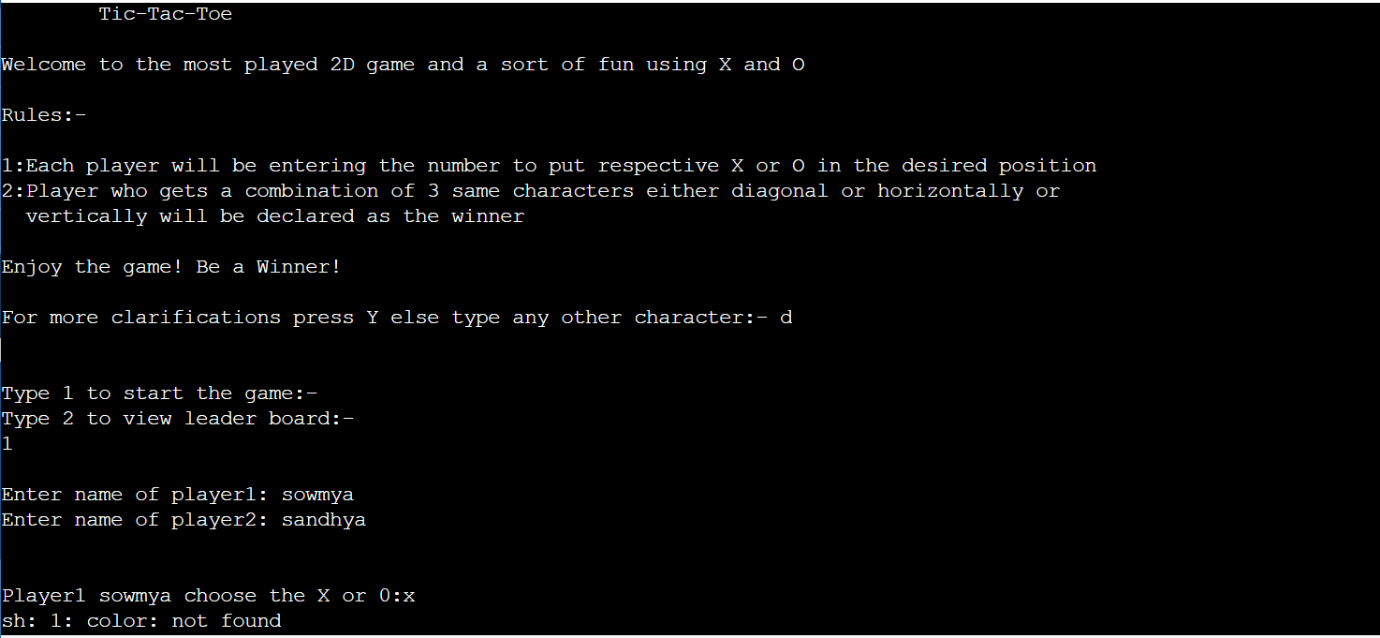 Tic-Tac-Toe
Welcome to the most played 2D game and a sort of fun using X and O
Rules:-
1:Each player will be entering the number to put respective X or O in the desired position
2:Player who gets a combination of 3 same characters either diagonal or horizontally or
vertically will be declared as the winner
Enjoy the game! Be a Winner!
For more clarifications press Y else type any other character:- d
Type 1 to start the game:-
Type 2 to view leader board:-
1
Enter name of player1: sowmya
Enter name of player2: sandhya
Player1 sowmya choose the X or 0:x
sh: 1: color: not found